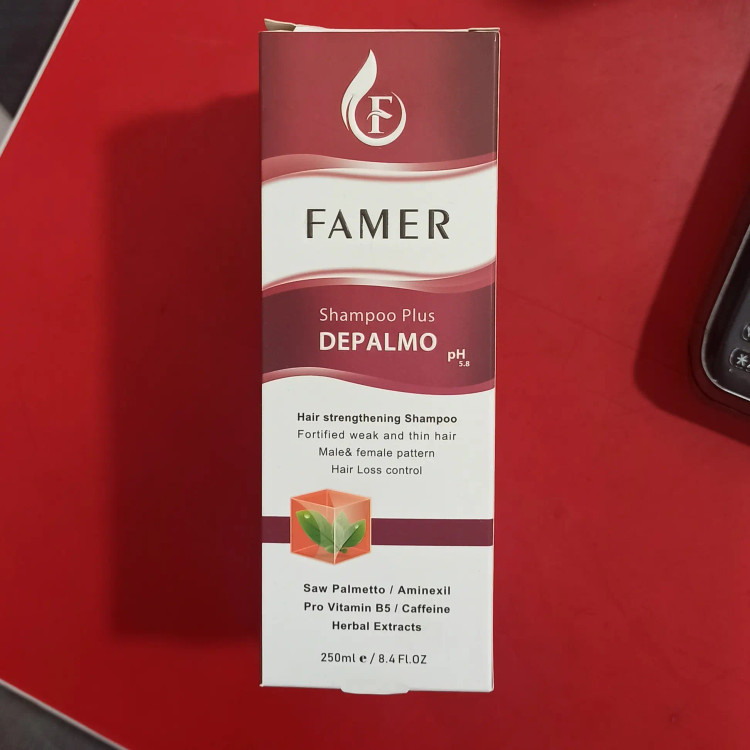 F
FAMER
Shampoo Plus
DEPALMO
pH
5.8
Hair strengthening Shampoo
Fortified weak and thin hair
Male& female pattern
Hair Loss control
Saw Palmetto / Aminexil
Pro Vitamin B5 / Caffeine
Herbal Extracts
250ml ℮ / 8.4 FL.OZ
*